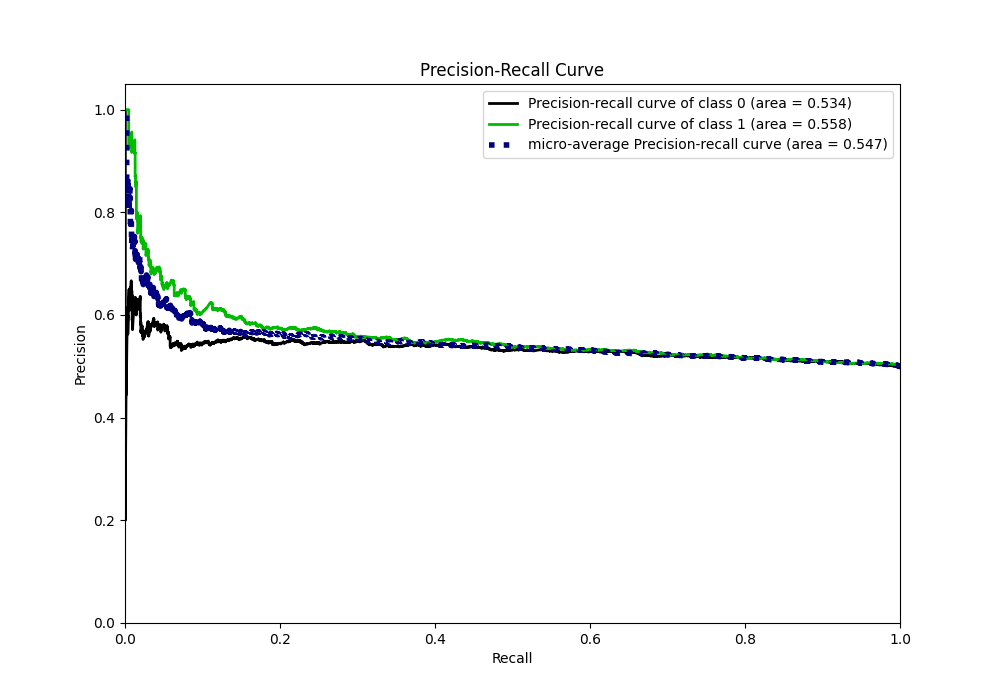 Precision-Recall Curve
Precision-recall curve of class 0 (area = 0.534)
Precision-recall curve of class 1 (area = 0.558)
micro-average Precision-recall curve (area = 0.547)
Precision
1.0
0.8
0.6
0.4
0.2
0.0
0.0 0.2 0.4 0.6 0.8 1.0
Recall